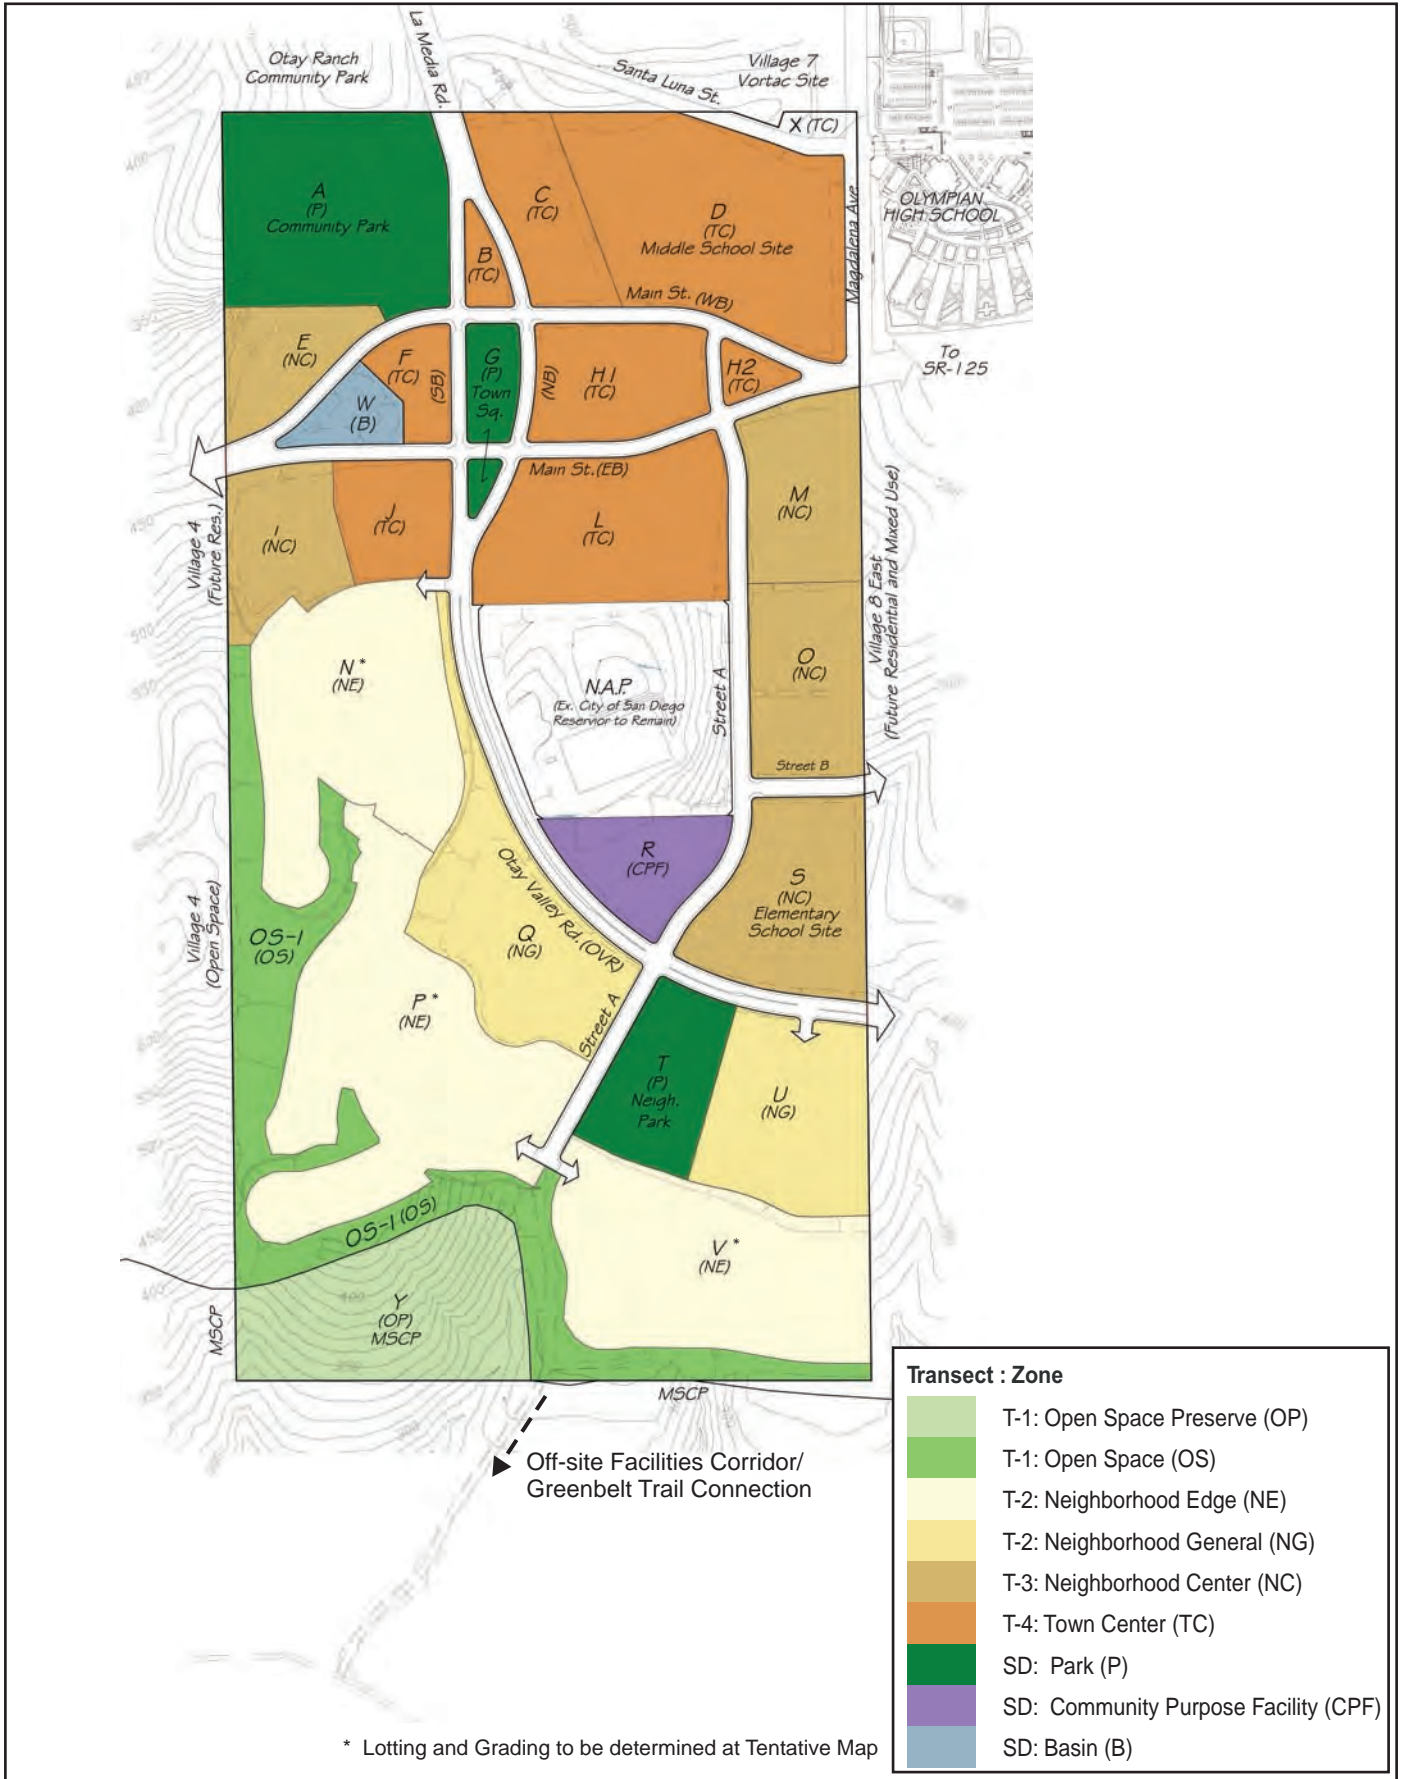 Otay Ranch
Community Park
La Media Rd.
Santa Luna St.
Village 7
Vortac Site
X (TC)
A
(P)
Community Park
C
(TC)
D
(TC)
Middle School Site
Magdalena Ave.
OLYMPIAN
HIGH SCHOOL
B
(TC)
Main St. (WB)
To
SR-125
E
(NC)
F
(TC)
(SB)
G
(P)
Town
Sq.
(NB)
H1
(TC)
H2
(TC)
W
(B)
Main St. (EB)
Village 4
(Future Res.)
I
(NC)
J
(TC)
L
(TC)
M
(NC)
Village 8 East
(Future Residential and Mixed Use)
N *
(NE)
N.A.P.
(Ex. City of San Diego
Reservior to Remain)
Street A
O
(NC)
Street B
R
(CPF)
S
(NC)
Elementary
School Site
Otay Valley Rd. (OVR)
Village 4
(Open Space)
OS-1
(OS)
Q
(NG)
P *
(NE)
Street A
T
(P)
Neigh.
Park
U
(NG)
OS-1 (OS)
V *
(NE)
Y
(OP)
MSCP
MSCP
MSCP
400
450
500
400
450
500
400
Off-site Facilities Corridor/
Greenbelt Trail Connection
Transect : Zone
T-1: Open Space Preserve (OP)
T-1: Open Space (OS)
T-2: Neighborhood Edge (NE)
T-2: Neighborhood General (NG)
T-3: Neighborhood Center (NC)
T-4: Town Center (TC)
SD: Park (P)
SD: Community Purpose Facility (CPF)
SD: Basin (B)
* Lotting and Grading to be determined at Tentative Map